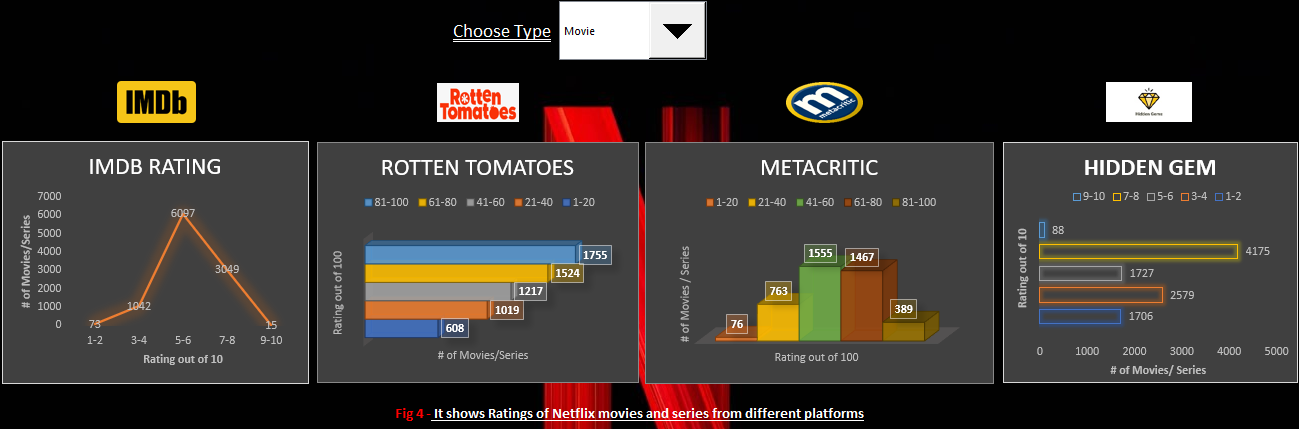 Choose Type
Movie
IMDb
Rotten
Tomatoes
m
metacritic
Hidden Gems
IMDB RATING
# of Movies/Series
7000
6000
5000
4000
3000
2000
1000
0
73
1042
6097
3049
15
1-2
3-4
5-6
7-8
9-10
Rating out of 10
ROTTEN TOMATOES
81-100
61-80
41-60
21-40
1-20
Rating out of 100
1755
1524
1217
1019
608
# of Movies/Series
METACRITIC
1-20
21-40
41-60
61-80
81-100
# of Movies / Series
76
763
1555
1467
389
Rating out of 100
HIDDEN GEM
9-10
7-8
5-6
3-4
1-2
Rating out of 10
88
4175
1727
2579
1706
0
1000
2000
3000
4000
5000
# of Movies/ Series
Fig 4 - It shows Ratings of Netflix movies and series from different platforms